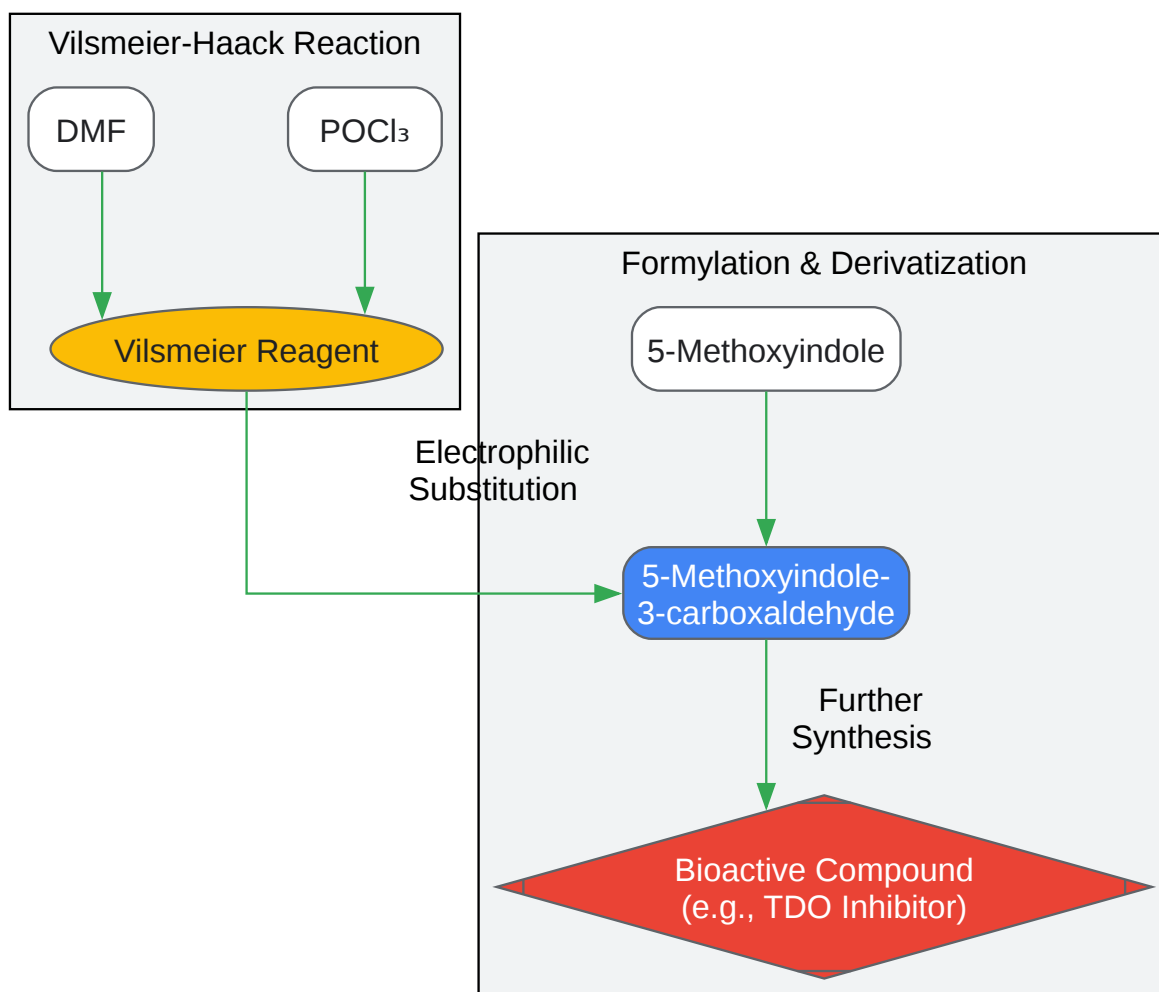 Vilsmeier-Haack Reaction
DMF
POCl₃
Vilsmeier Reagent
Formylation & Derivatization
5-Methoxyindole
Electrophilic
Substitution
5-Methoxyindole-
3-carboxaldehyde
Further
Synthesis
Bioactive Compound
(e.g., TDO Inhibitor)